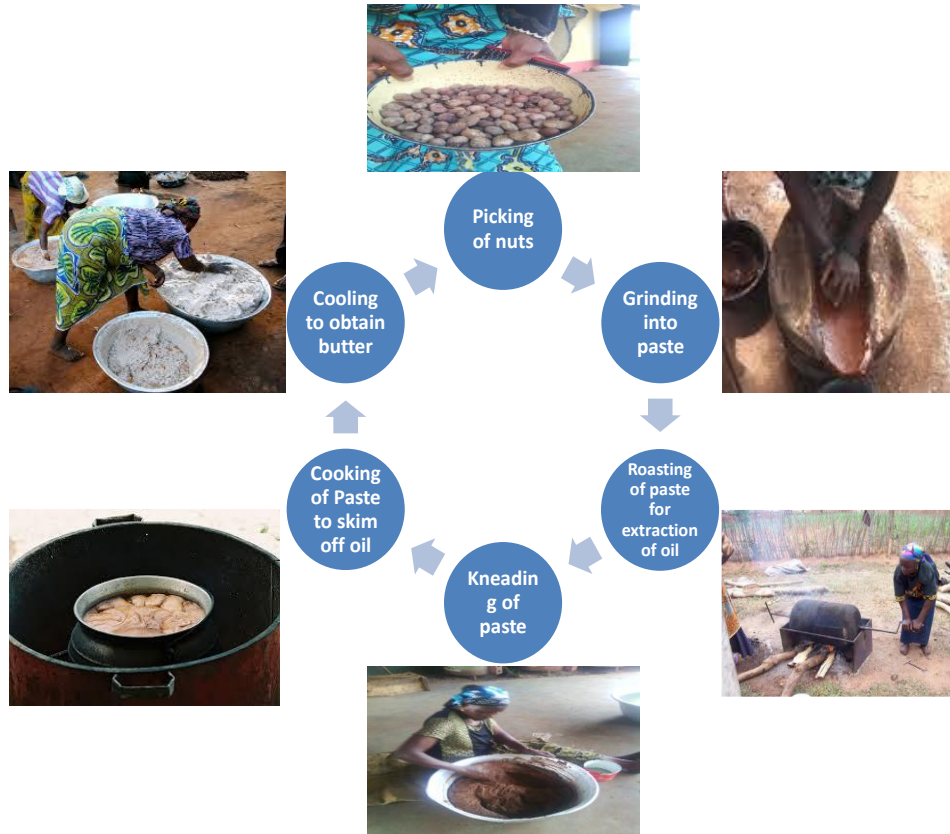 Picking
of nuts
Grinding
into
paste
Roasting
of paste
for
extraction
of oil
Kneadin
g of
paste
Cooking
of Paste
to skim
off oil
Cooling
to obtain
butter